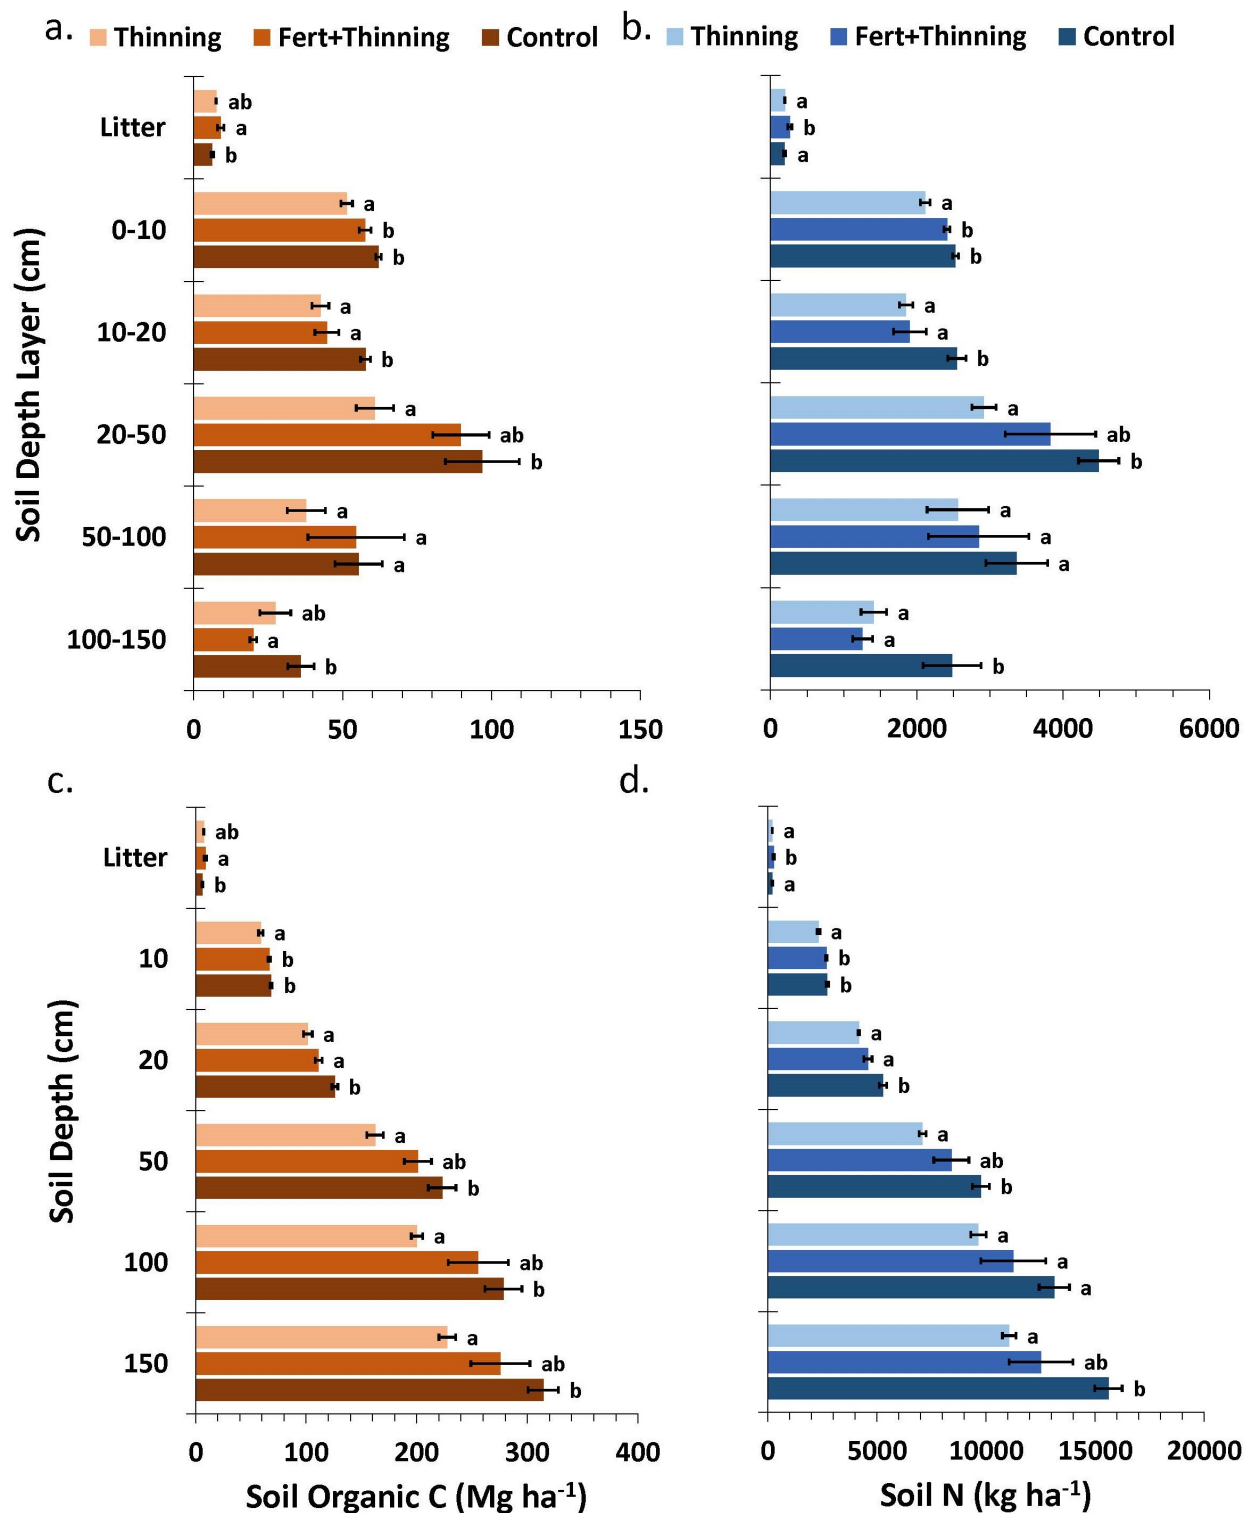 a. Thinning Fert+Thinning Control
b. Thinning Fert+Thinning Control
Soil Depth Layer (cm)
Litter
ab
a
b
a
b
a
0-10
a
b
b
a
b
b
10-20
a
a
b
a
a
b
20-50
a
ab
b
a
ab
b
50-100
a
a
a
a
a
a
100-150
ab
a
b
a
a
b
0 50 100 150
0 2000 4000 6000
c.
d.
Soil Depth (cm)
Litter
ab
a
b
a
b
a
10
a
b
b
a
b
b
20
a
a
b
a
a
b
50
a
ab
b
a
ab
b
100
a
ab
b
a
a
a
150
a
ab
b
a
ab
b
0 100 200 300 400
0 5000 10000 15000 20000
Soil Organic C (Mg ha⁻¹)
Soil N (kg ha⁻¹)